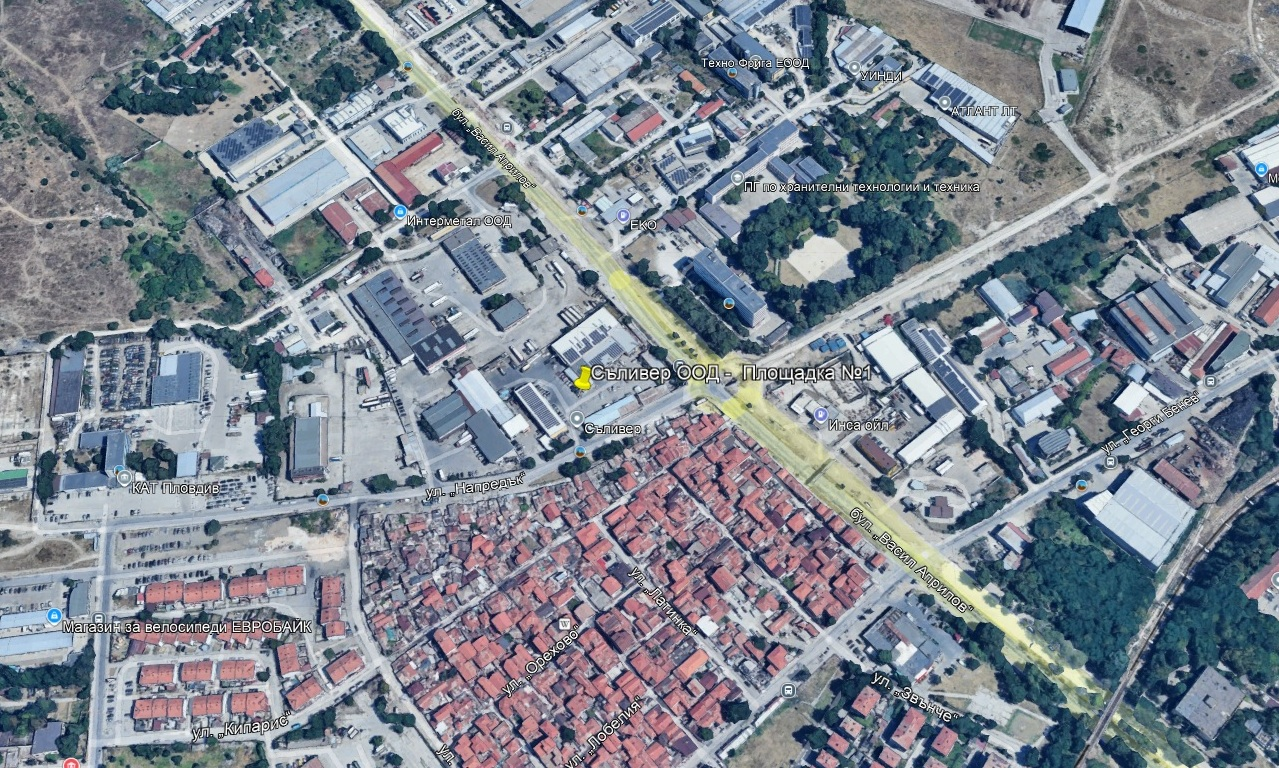 Техно Фрига ЕООД
УИНДИ
АТЛАНТ ЛТ
бул. „Васил Априлов“
ПГ по хранителни технологии и техника
Интерметал ООД
ЕКО
Съливер ООД - Площадка №1
Съливер
Инса ойл
ул. „Георги Бенев“
КАТ Пловдив
ул. „Напредък“
бул. „Васил Априлов“
ул. „Латинка“
Магазин за велосипеди ЕВРОБАЙК
W
ул. „Орехово“
ул. „Звънче“
ул. „Лобелия“
ул. „Кипарис“
ул.